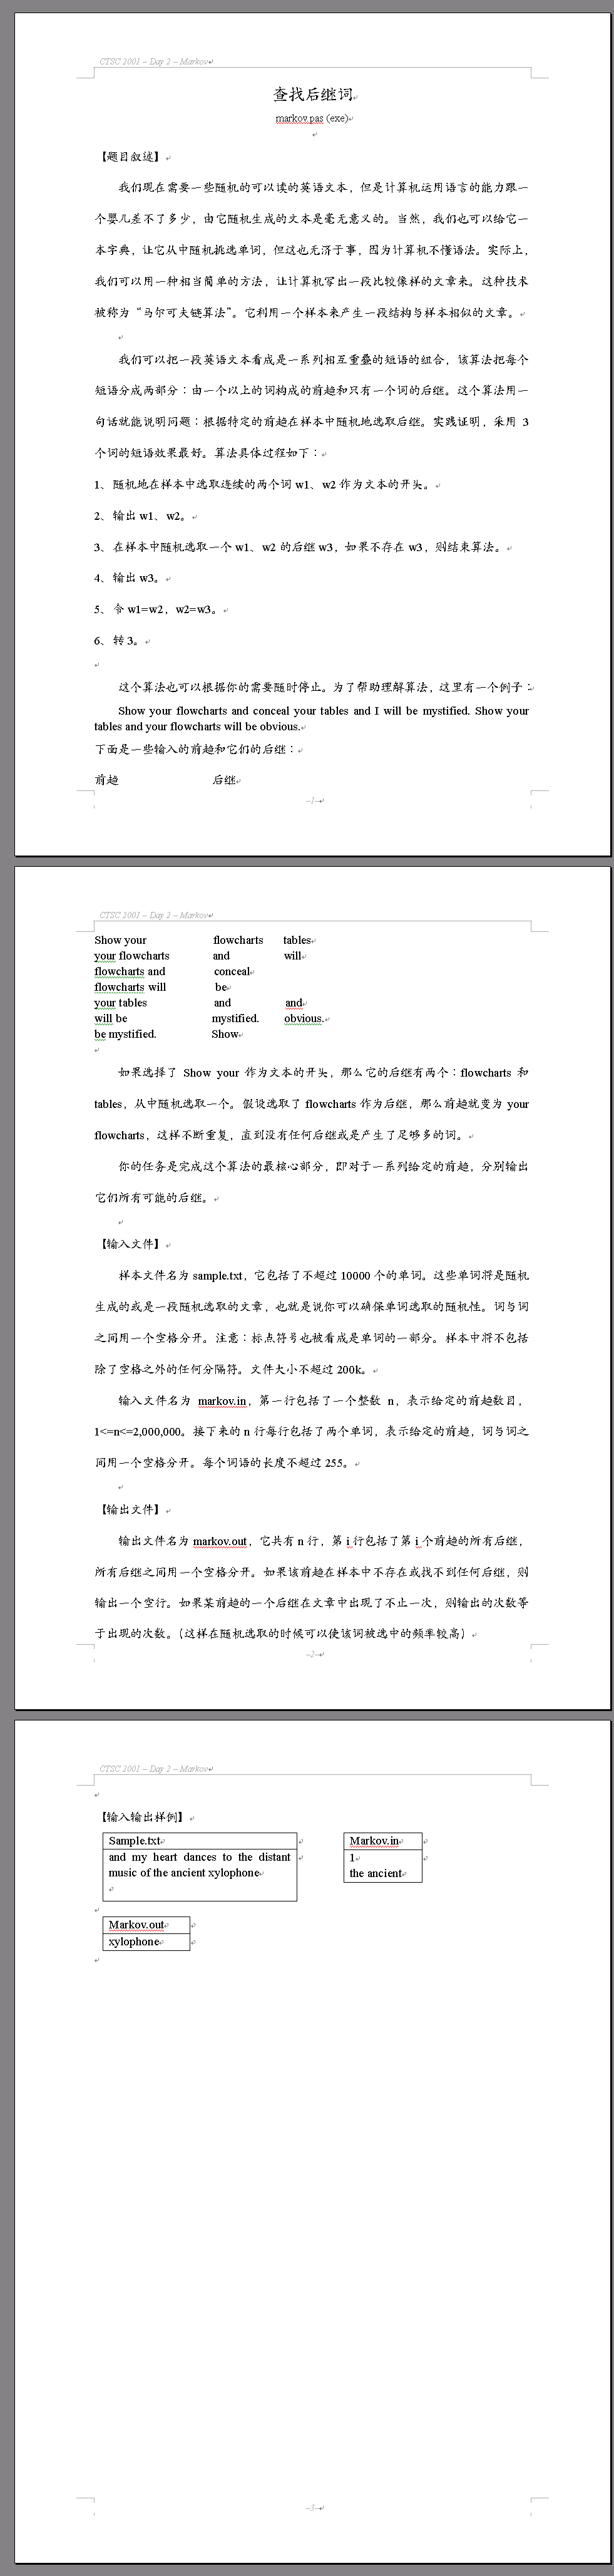 CTSC 2001 – Day 2 – Markov
查找后继词
markov.pas (exe)
【题目叙述】
我们现在需要一些随机的可以读的英语文本，但是计算机运用语言的能力跟一
个婴儿差不了多少，由它随机生成的文本是毫无意义的。当然，我们也可以给它一
本字典，让它从中随机挑选单词，但这也无济于事，因为计算机不懂语法。实际上，
我们可以用一种相当简单的方法，让计算机写出一段比较像样的文章来。这种技术
被称为“马尔可夫链算法”。它利用一个样本来产生一段结构与样本相似的文章。
我们可以把一段英语文本看成是一系列相互重叠的短语的组合，该算法把每个
短语分成两部分：由一个以上的词构成的前趋和只有一个词的后继。这个算法用一
句话就能说明问题：根据特定的前趋在样本中随机地选取后继。实践证明，采用 3
个词的短语效果最好。算法具体过程如下：
1、随机地在样本中选取连续的两个词 w1、w2 作为文本的开头。
2、输出 w1、w2。
3、在样本中随机选取一个 w1、w2 的后继 w3，如果不存在 w3，则结束算法。
4、输出 w3。
5、令 w1=w2，w2=w3。
6、转 3。
这个算法也可以根据你的需要随时停止。为了帮助理解算法，这里有一个例子：
Show your flowcharts and conceal your tables and I will be mystified. Show your
tables and your flowcharts will be obvious.
下面是一些输入的前趋和它们的后继：
前趋 后继
–1–
CTSC 2001 – Day 2 – Markov
Show your flowcharts tables
your flowcharts and will
flowcharts and conceal
flowcharts will be
your tables and and
will be mystified. obvious.
be mystified. Show
如果选择了 Show your 作为文本的开头，那么它的后继有两个：flowcharts 和
tables，从中随机选取一个。假设选取了 flowcharts 作为后继，那么前趋就变为 your
flowcharts，这样不断重复，直到没有任何后继或是产生了足够多的词。
你的任务是完成这个算法的最核心部分，即对于一系列给定的前趋，分别输出
它们所有可能的后继。
【输入文件】
样本文件名为 sample.txt，它包括了不超过 10000 个的单词。这些单词将是随机
生成的或是一段随机选取的文章，也就是说你可以确保单词选取的随机性。词与词
之间用一个空格分开。注意：标点符号也被看成是单词的一部分。样本中将不包括
除了空格之外的任何分隔符。文件大小不超过 200k。
输入文件名为 markov.in，第一行包括了一个整数 n，表示给定的前趋数目，
1<=n<=2,000,000。接下来的 n 行每行包括了两个单词，表示给定的前趋，词与词之
间用一个空格分开。每个词语的长度不超过 255。
【输出文件】
输出文件名为 markov.out，它共有 n 行，第 i 行包括了第 i 个前趋的所有后继，
所有后继之间用一个空格分开。如果该前趋在样本中不存在或找不到任何后继，则
输出一个空行。如果某前趋的一个后继在文章中出现了不止一次，则输出的次数等
于出现的次数。（这样在随机选取的时候可以使该词被选中的频率较高）
–2–
CTSC 2001 – Day 2 – Markov
【输入输出样例】
Sample.txt Markov.in
and my heart dances to the distant 1
music of the ancient xylophone the ancient
Markov.out
xylophone
–3–